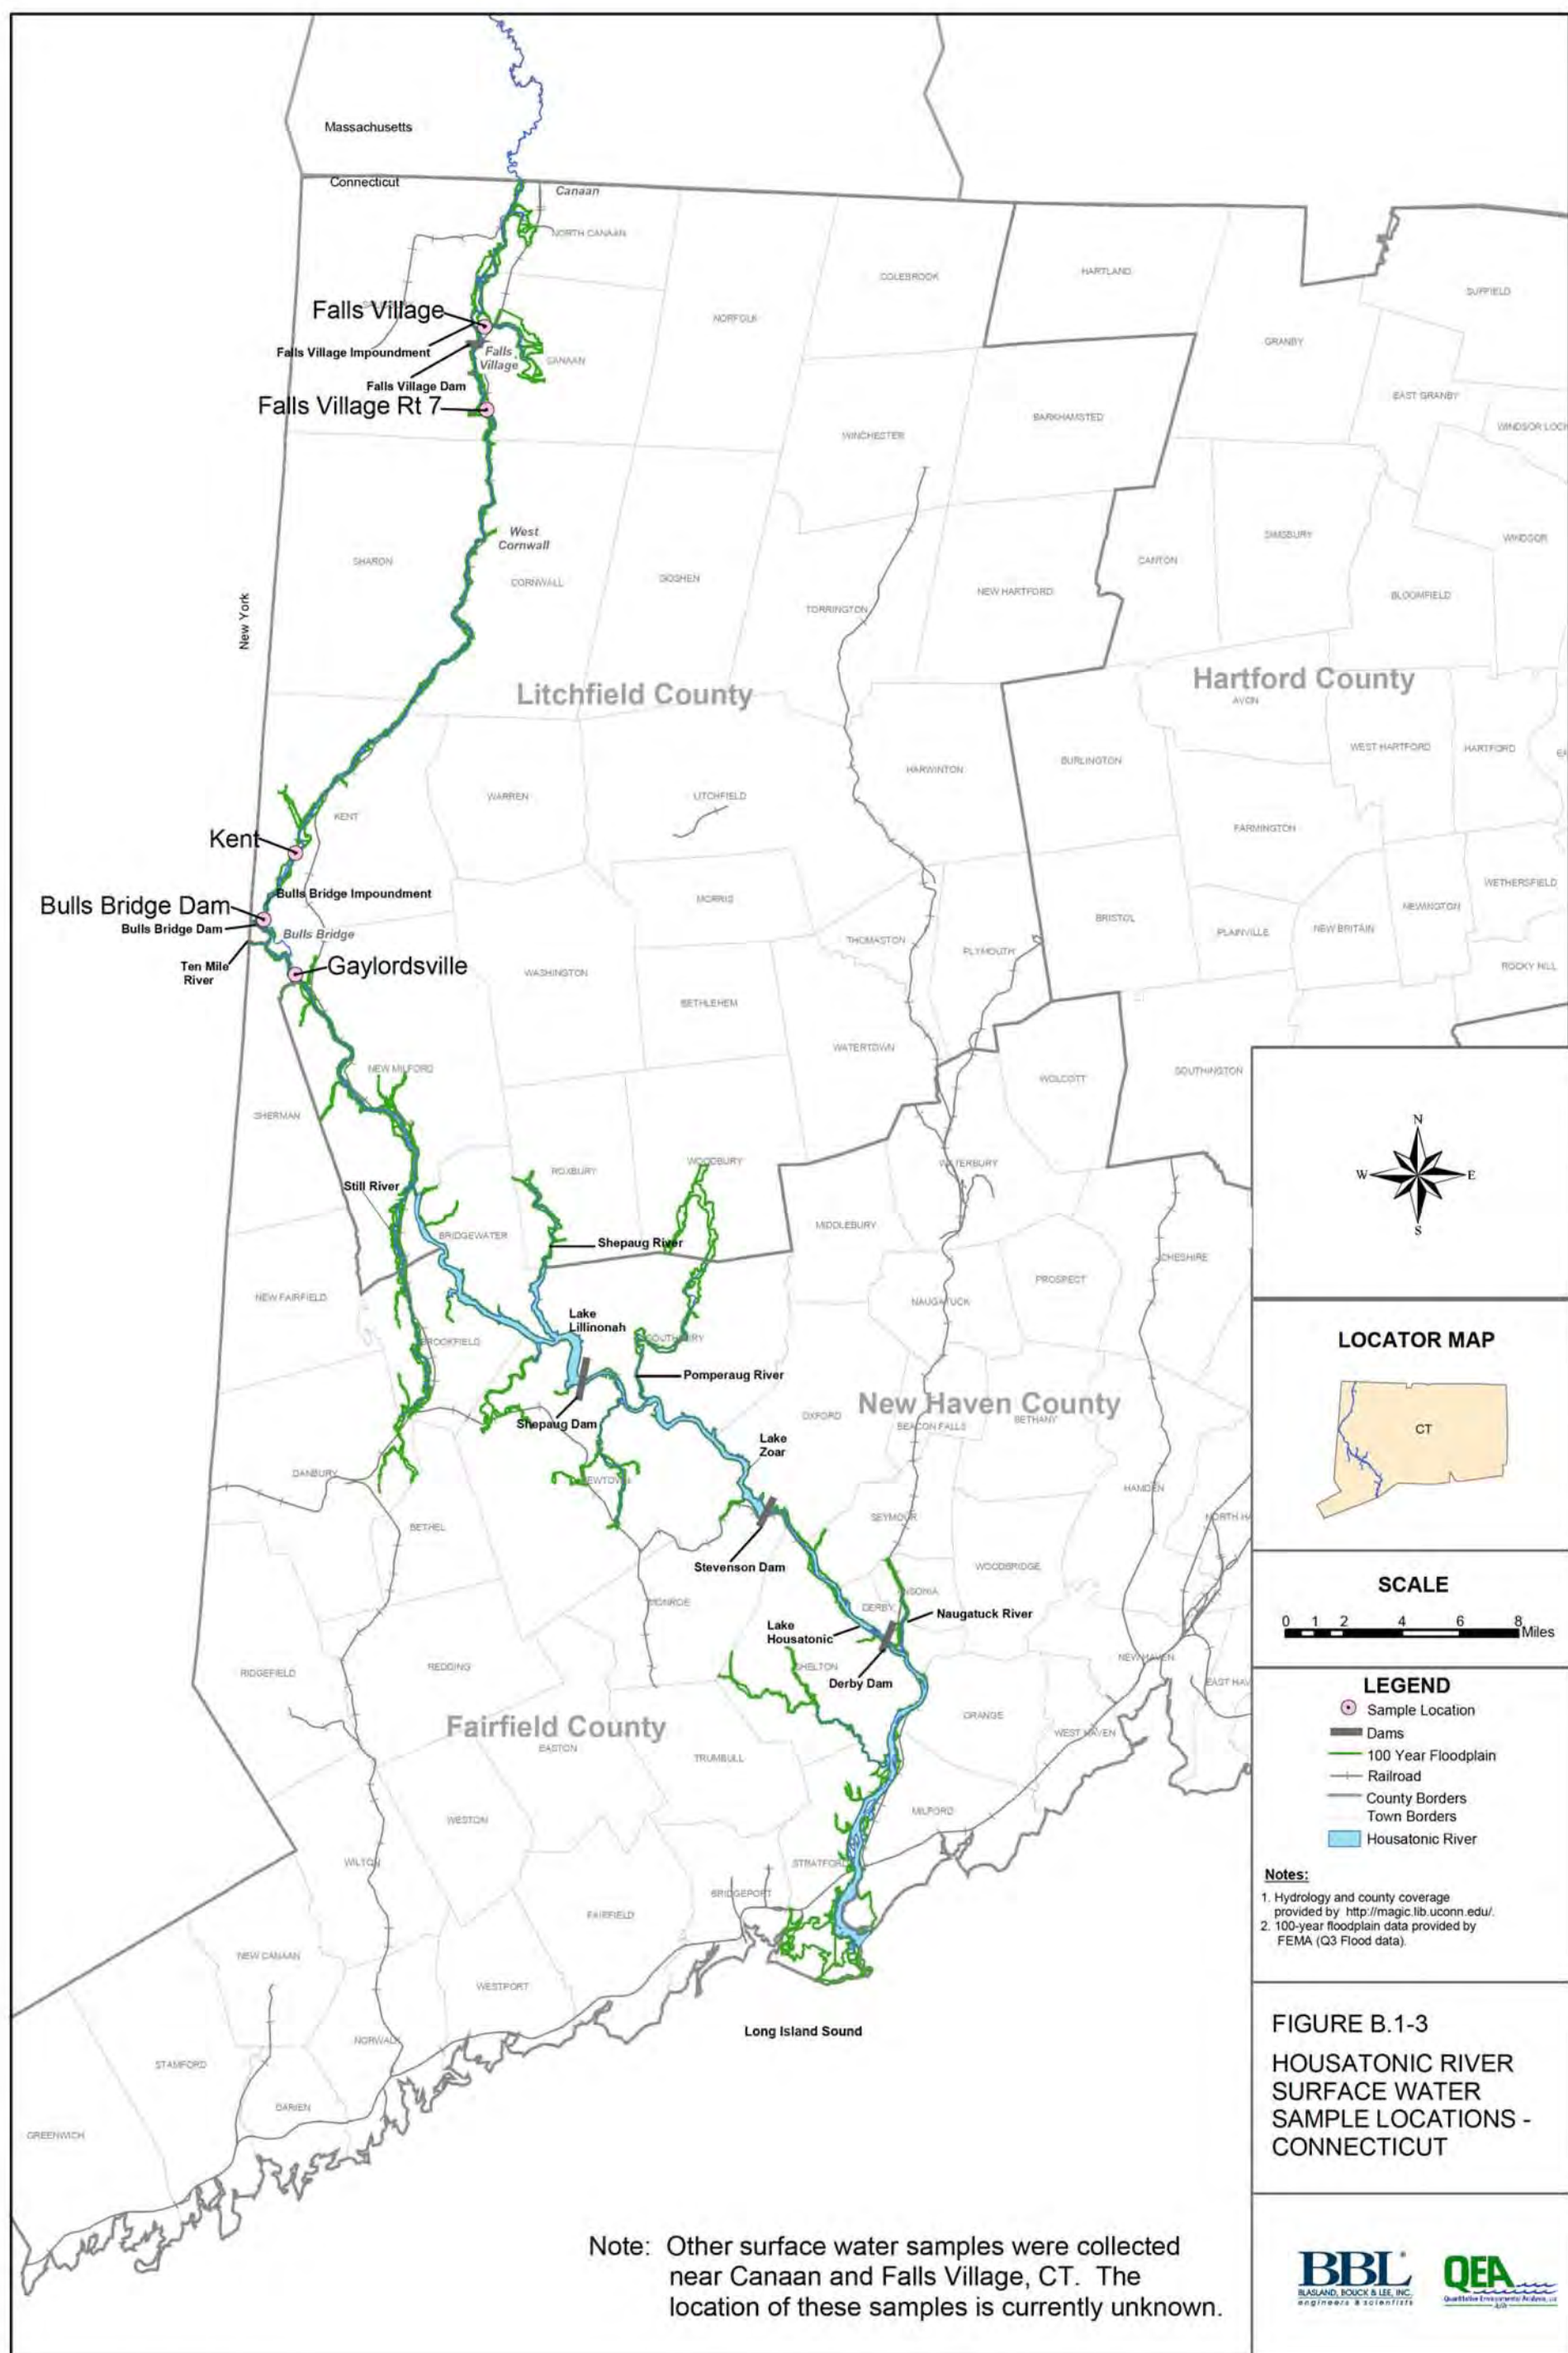 Massachusetts
Connecticut
Canaan
NORTH CANAAN
COLEBROOK
HARTLAND
SUFFIELD
Falls Village
NORFOLK
GRANBY
Falls Village Impoundment
Falls
Village
CANAAN
Falls Village Dam
EAST GRANBY
Falls Village Rt 7
BARKHAMSTED
WINCHESTER
WINDSOR LOCK
West
Cornwall
SHARON
CORNWALL
GOSHEN
SIMSBURY
WINDSOR
CANTON
NEW HARTFORD
BLOOMFIELD
New York
TORRINGTON
Litchfield County
Hartford County
AVON
WEST HARTFORD
HARTFORD
EA
BURLINGTON
HARWINTON
WARREN
LITCHFIELD
KENT
FARMINGTON
Kent
Bulls Bridge Impoundment
WETHERSFIELD
MORRIS
NEWINGTON
Bulls Bridge Dam
BRISTOL
Bulls Bridge Dam
Bulls Bridge
PLAINVILLE
NEW BRITAIN
THOMASTON
PLYMOUTH
Ten Mile
River
Gaylordsville
WASHINGTON
ROCKY HILL
BETHLEHEM
WATERTOWN
NEW MILFORD
WOLCOTT
SOUTHINGTON
SHERMAN
N
W
E
S
ROXBURY
WOODBURY
WATERBURY
Still River
MIDDLEBURY
BRIDGEWATER
Shepaug River
CHESHIRE
PROSPECT
NEW FAIRFIELD
NAUGATUCK
Lake
Lillinonah
BROOKFIELD
SOUTHBURY
LOCATOR MAP
Pomperaug River
CT
New Haven County
OXFORD
BEACON FALLS
BETHANY
Shepaug Dam
Lake
Zoar
DANBURY
NEWTOWN
HAMDEN
SEYMOUR
NORTH HA
BETHEL
Stevenson Dam
WOODBRIDGE
SCALE
ANSONIA
MONROE
DERBY
Naugatuck River
0 1 2 4 6 8
Miles
Lake
Housatonic
RIDGEFIELD
REDDING
SHELTON
NEW HAVEN
Derby Dam
EAST HAV
LEGEND
Sample Location
Dams
100 Year Floodplain
Railroad
County Borders
Town Borders
Housatonic River
Fairfield County
EASTON
ORANGE
WEST HAVEN
TRUMBULL
WESTON
MILFORD
WILTON
STRATFORD
BRIDGEPORT
FAIRFIELD
Notes:
1. Hydrology and county coverage
provided by http://magic.lib.uconn.edu/.
2. 100-year floodplain data provided by
FEMA (Q3 Flood data).
NEW CANAAN
WESTPORT
Long Island Sound
NORWALK
STAMFORD
DARIEN
GREENWICH
FIGURE B.1-3
HOUSATONIC RIVER
SURFACE WATER
SAMPLE LOCATIONS -
CONNECTICUT
Note: Other surface water samples were collected
near Canaan and Falls Village, CT. The
location of these samples is currently unknown.
BBL®
BLASLAND, BOUCK & LEE, INC.
engineers & scientists
QEA
Quantitative Environmental Analysis, LLC